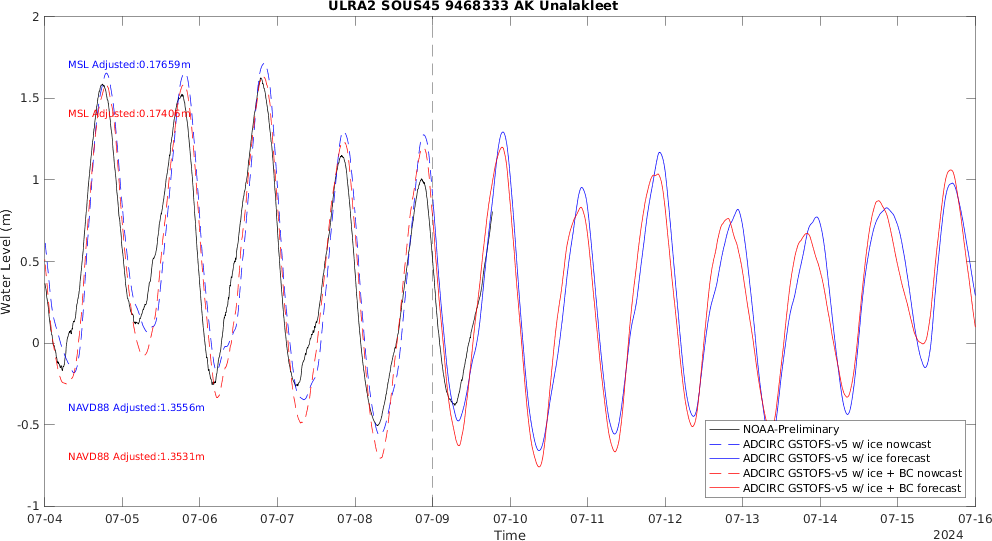 ULRA2 SOUS45 9468333 AK Unalakleet
2
1.5
1
0.5
0
-0.5
-1
Water Level (m)
MSL Adjusted:0.17659m
MSL Adjusted:0.17405m
NAVD88 Adjusted:1.3556m
NAVD88 Adjusted:1.3531m
NOAA-Preliminary
ADCIRC GSTOFS-v5 w/ ice nowcast
ADCIRC GSTOFS-v5 w/ ice forecast
ADCIRC GSTOFS-v5 w/ ice + BC nowcast
ADCIRC GSTOFS-v5 w/ ice + BC forecast
07-04 07-05 07-06 07-07 07-08 07-09 07-10 07-11 07-12 07-13 07-14 07-15 07-16
Time
2024